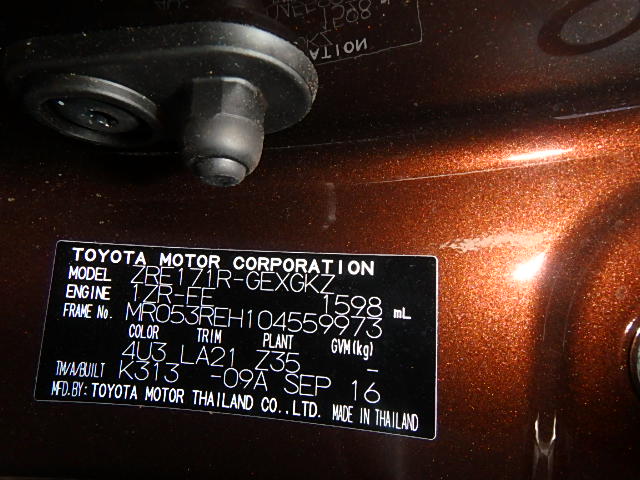 TOYOTA MOTOR CORPORATION
MODEL ZRE171R-GEXGKZ
ENGINE 1ZR-FE 1598 mL
FRAME No. MR053REH104559973
COLOR TRIM PLANT GVM(kg)
4U3 LA21 Z35 -
TM/A/BUILT K313 -09A SEP 16
MFD.BY: TOYOTA MOTOR THAILAND CO.,LTD. MADE IN THAILAND